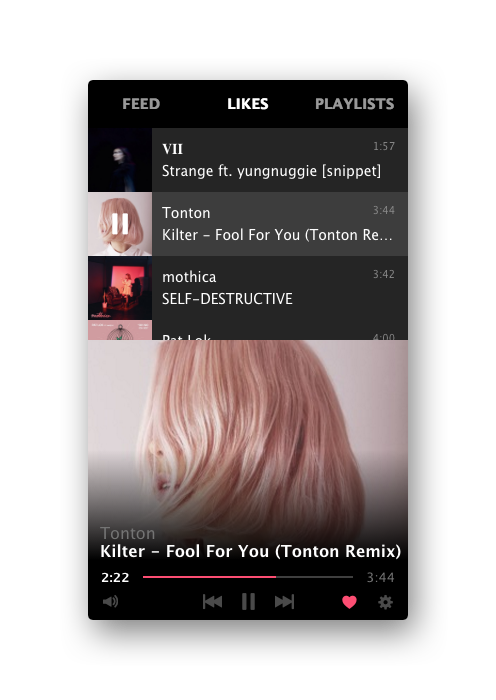 FEED LIKES PLAYLISTS
VII 1:57
Strange ft. yungnuggie [snippet]
Tonton 3:44
Kilter – Fool For You (Tonton Re...
mothica 3:42
SELF-DESTRUCTIVE
Pat Lok 4:00
Tonton
Kilter – Fool For You (Tonton Remix)
2:22 3:44